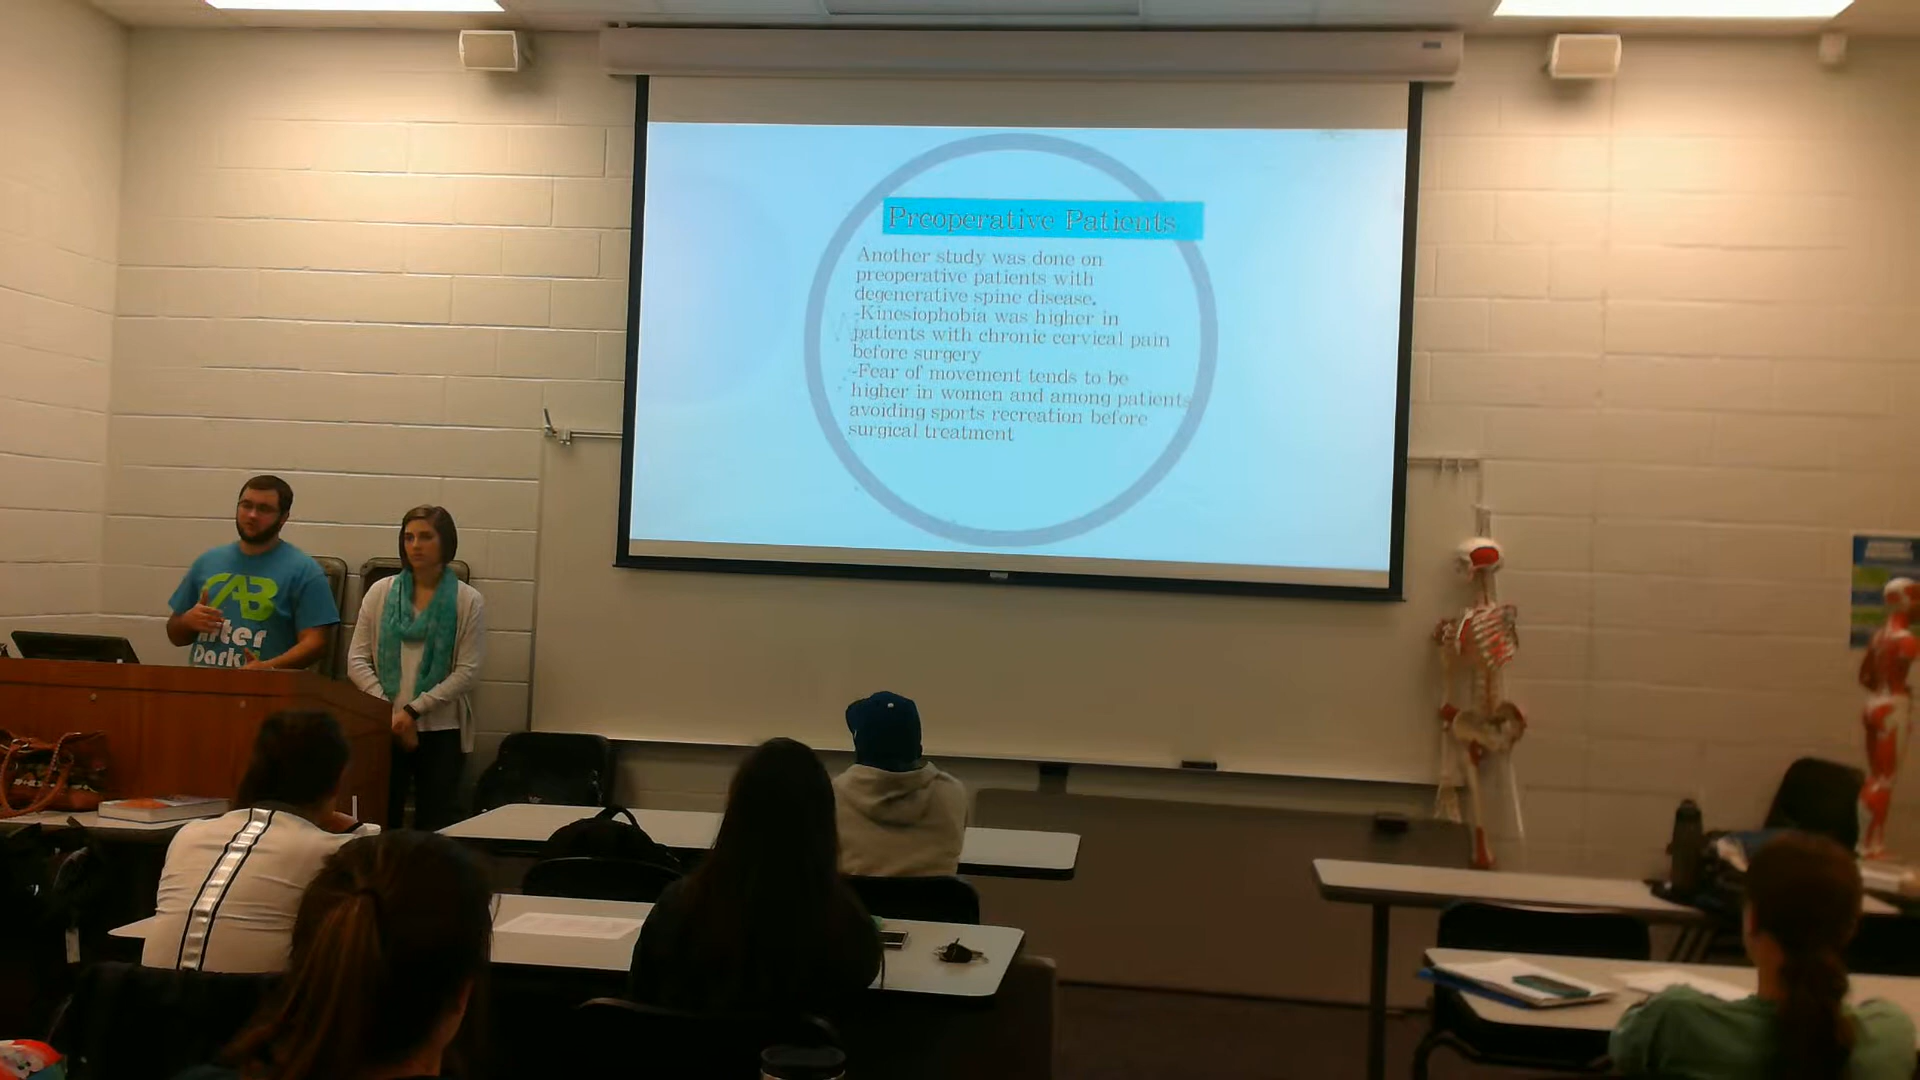 Preoperative Patients
Another study was done on
preoperative patients with
degenerative spine disease.
-Kinesiophobia was higher in
patients with chronic cervical pain
before surgery
-Fear of movement tends to be
higher in women and among patients
avoiding sports recreation before
surgical treatment
CAB
After
Dark